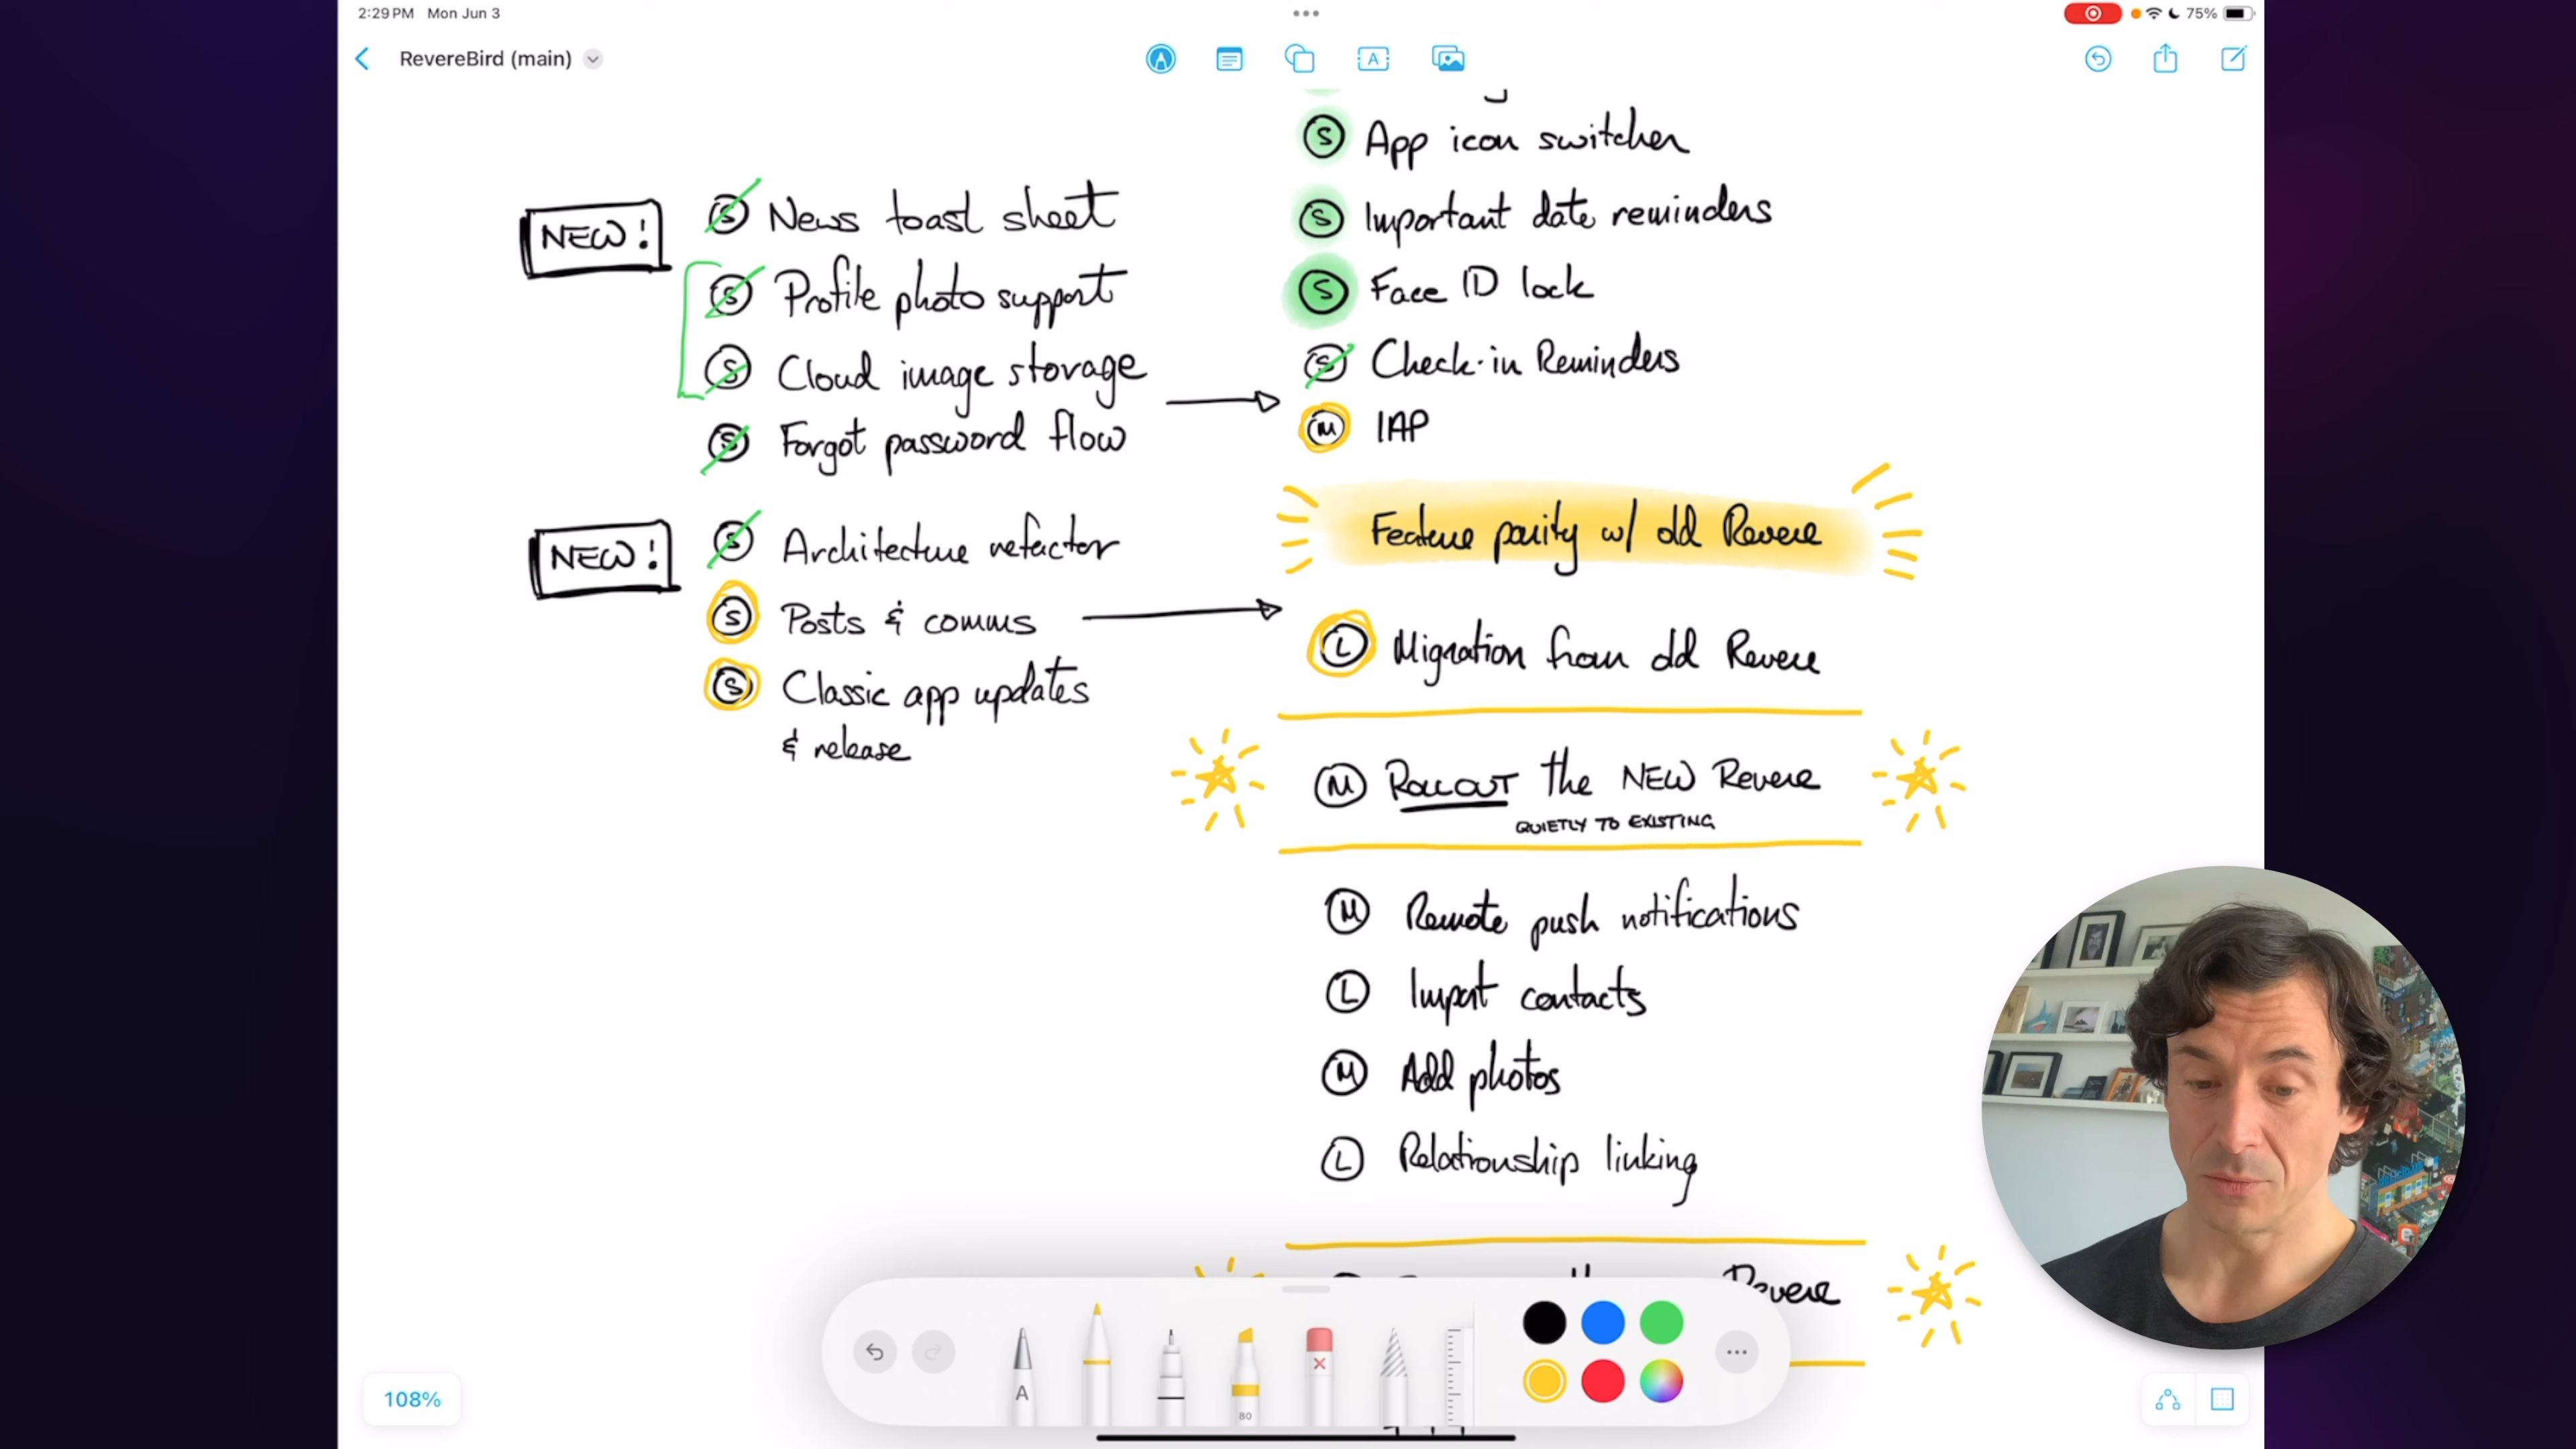 2:29 PM Mon Jun 3
75%
RevereBird (main)
A
NEW!
S News toast sheet
S Profile photo support
S Cloud image storage
S Forgot password flow
NEW!
S Architecture refactor
S Posts & comms
S Classic app updates
& release
S App icon switcher
S Important date reminders
S Face ID lock
S Check-in Reminders
M IAP
Feature parity w/ old Revere
L Migration from old Revere
M ROLLOUT the NEW Revere
QUIETLY TO EXISTING
M Remote push notifications
L Import contacts
M Add photos
L Relationship linking
Revere
A
80
108%